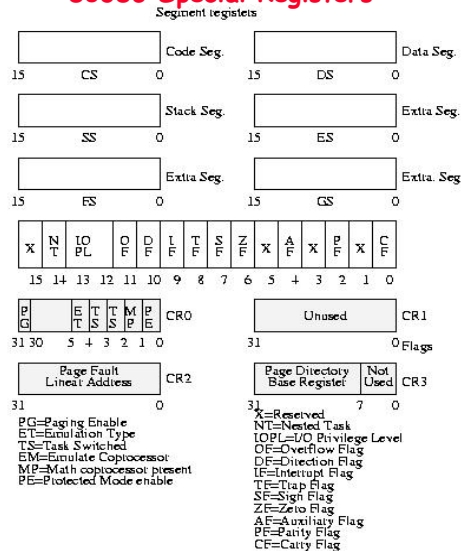 80386 Special Registers
Segment registers
Code Seg.
Data Seg.
15 CS 0
15 DS 0
Stack Seg.
Extra Seg.
15 SS 0
15 ES 0
Extra Seg.
Extra. Seg
15 FS 0
15 GS 0
X NT IOPL OF DF IF TF SF ZF X AF X PF X CF
15 14 13 12 11 10 9 8 7 6 5 4 3 2 1 0
PG ET TS TS MP PE CR0
Unused CR1
31 30 5 4 3 2 1 0
31 0 Flags
Page Fault
Linear Address CR2
Page Directory
Base Register
Not
Used CR3
31 0
31 7 0
PG=Paging Enable
ET=Emulation Type
TS=Task Switched
EM=Emulate Coprocessor
MP=Math coptocessor present
PE=Protected Mode enable
X=Reserved
NT=Nested Task
IOPL=I/O Privilege Level
OF=Overflow Flag
DF=Direction Flag
IF=Interrupt Flag
TF=Trap Flag
SF=Sign Flag
ZF=Zero Flag
AF=Auxiliary Flag
PF=Parity Flag
CF=Carry Flag